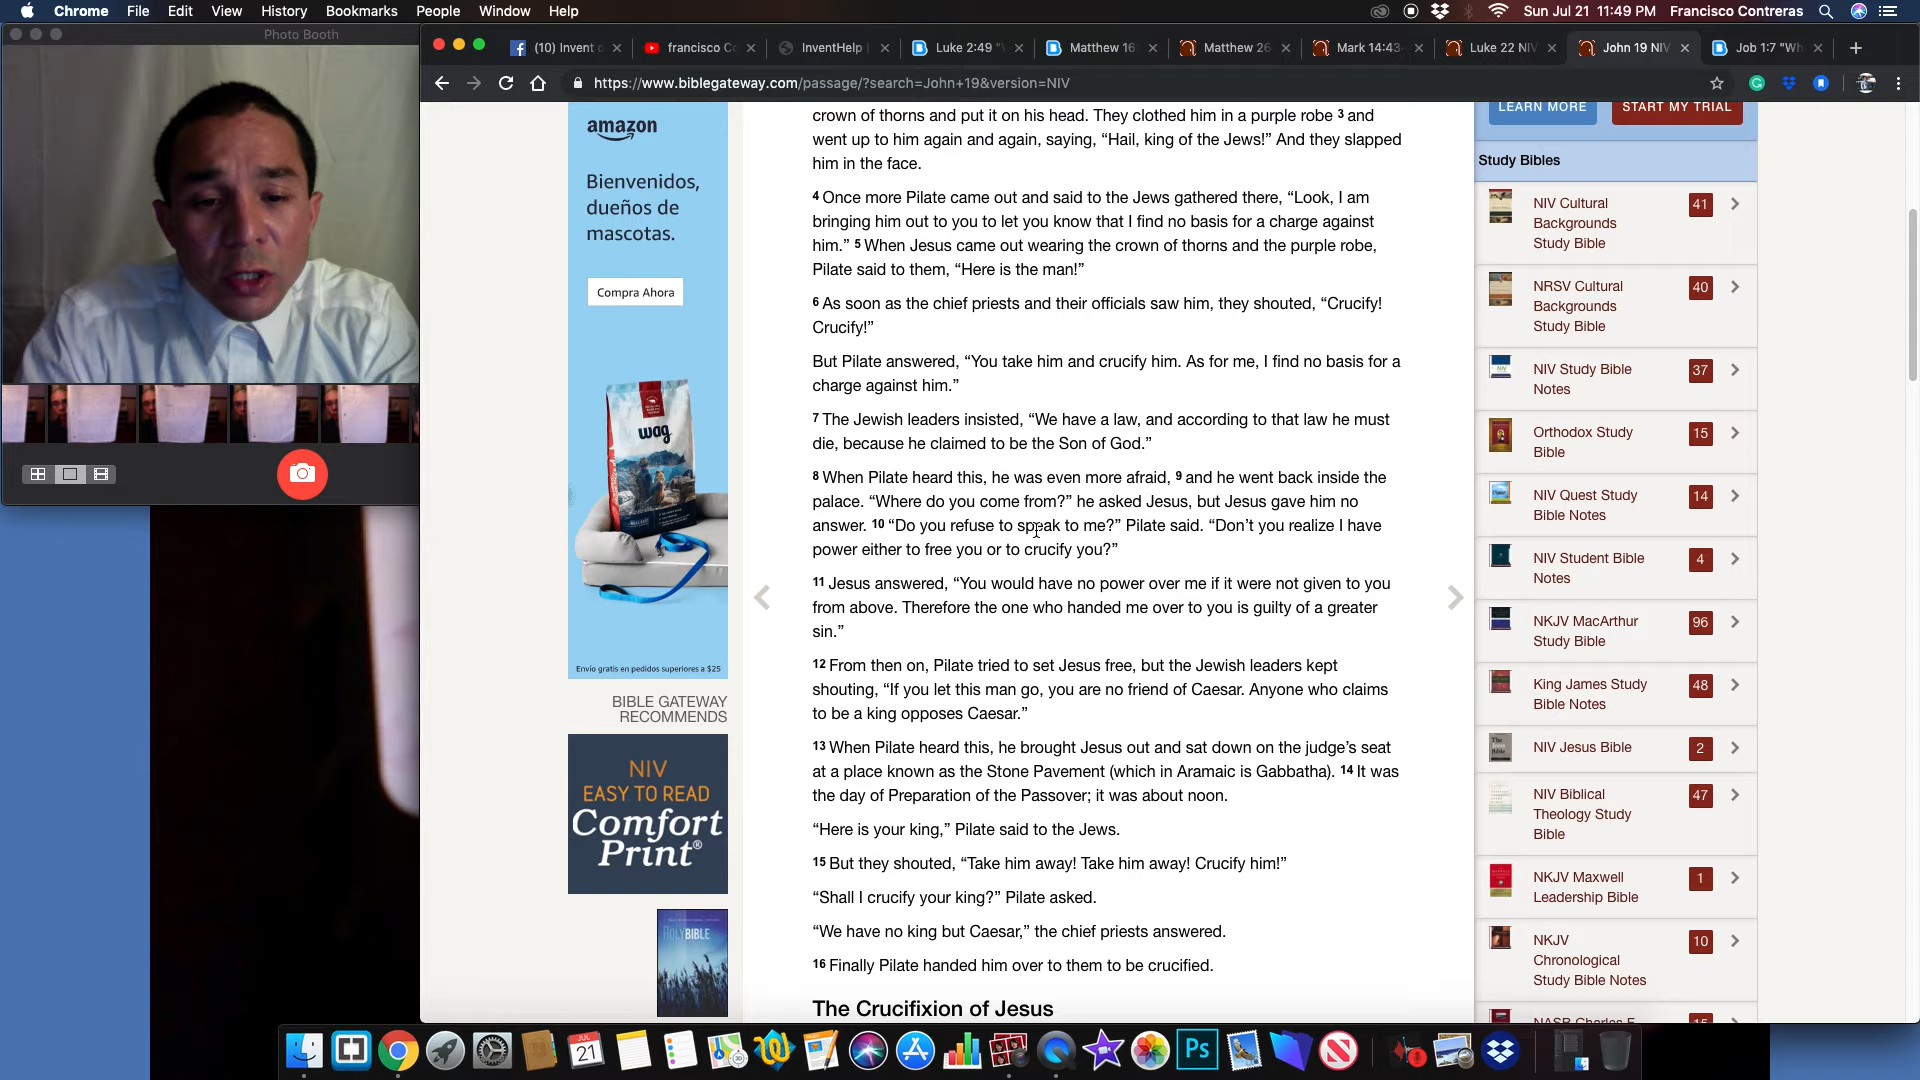 Chrome File Edit View History Bookmarks People Window Help
Sun Jul 21 11:49 PM Francisco Contreras
Photo Booth
(10) Invent
francisco C
InventHelp |
Luke 2:49 "
Matthew 16
Matthew 26
Mark 14:43-
Luke 22 NIV
John 19 NIV
Job 1:7 "Wh
https://www.biblegateway.com/passage/?search=John+19&version=NIV
amazon
Bienvenidos,
dueños de
mascotas.
Compra Ahora
wag
Envío gratis en pedidos superiores a $25
BIBLE GATEWAY
RECOMMENDS
NIV
EASY TO READ
Comfort
Print®
HOLY BIBLE
crown of thorns and put it on his head. They clothed him in a purple robe 3 and
went up to him again and again, saying, “Hail, king of the Jews!” And they slapped
him in the face.
4 Once more Pilate came out and said to the Jews gathered there, “Look, I am
bringing him out to you to let you know that I find no basis for a charge against
him.” 5 When Jesus came out wearing the crown of thorns and the purple robe,
Pilate said to them, “Here is the man!”
6 As soon as the chief priests and their officials saw him, they shouted, “Crucify!
Crucify!”
But Pilate answered, “You take him and crucify him. As for me, I find no basis for a
charge against him.”
7 The Jewish leaders insisted, “We have a law, and according to that law he must
die, because he claimed to be the Son of God.”
8 When Pilate heard this, he was even more afraid, 9 and he went back inside the
palace. “Where do you come from?” he asked Jesus, but Jesus gave him no
answer. 10 “Do you refuse to speak to me?” Pilate said. “Don’t you realize I have
power either to free you or to crucify you?”
11 Jesus answered, “You would have no power over me if it were not given to you
from above. Therefore the one who handed me over to you is guilty of a greater
sin.”
12 From then on, Pilate tried to set Jesus free, but the Jewish leaders kept
shouting, “If you let this man go, you are no friend of Caesar. Anyone who claims
to be a king opposes Caesar.”
13 When Pilate heard this, he brought Jesus out and sat down on the judge’s seat
at a place known as the Stone Pavement (which in Aramaic is Gabbatha). 14 It was
the day of Preparation of the Passover; it was about noon.
“Here is your king,” Pilate said to the Jews.
15 But they shouted, “Take him away! Take him away! Crucify him!”
“Shall I crucify your king?” Pilate asked.
“We have no king but Caesar,” the chief priests answered.
16 Finally Pilate handed him over to them to be crucified.
The Crucifixion of Jesus
LEARN MORE
START MY TRIAL
Study Bibles
NIV Cultural
Backgrounds
Study Bible
41
NRSV Cultural
Backgrounds
Study Bible
40
NIV Study Bible
Notes
37
Orthodox Study
Bible
15
NIV Quest Study
Bible Notes
14
NIV Student Bible
Notes
4
NKJV MacArthur
Study Bible
96
King James Study
Bible Notes
48
NIV Jesus Bible
2
NIV Biblical
Theology Study
Bible
47
NKJV Maxwell
Leadership Bible
1
NKJV
Chronological
Study Bible Notes
10
JUL
21
Ps